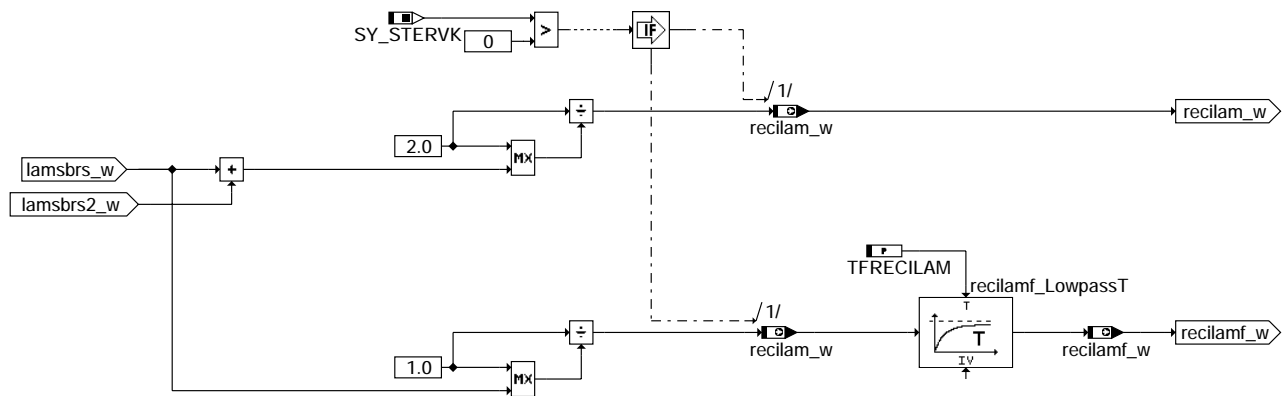 SY_STERVK
0
>
IF
/1/
÷
recilam_w
recilam_w
2.0
MX
lamsbrs_w
+
lamsbrs2_w
P
TFRECILAM
recilamf_LowpassT
/1/
T
÷
T
recilam_w
recilamf_w
recilamf_w
1.0
MX
IV